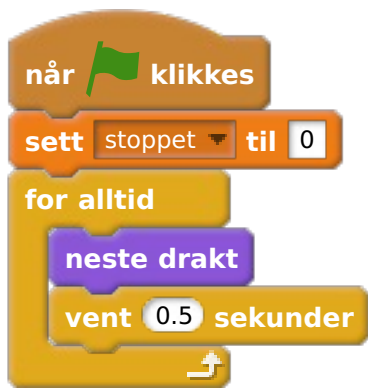 når klikkes
sett stoppet til 0
for alltid
neste drakt
vent 0.5 sekunder